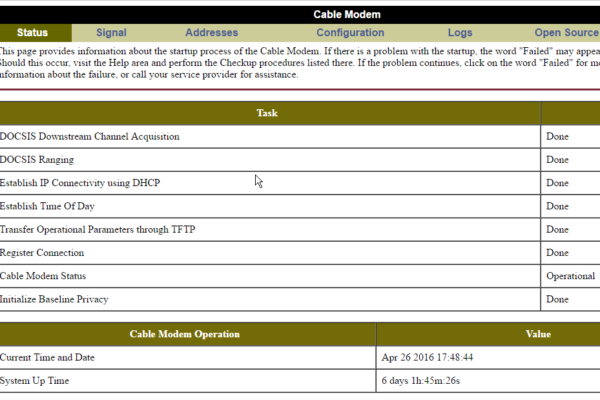 Cable Modem
Status Signal Addresses Configuration Logs Open Source
This page provides information about the startup process of the Cable Modem. If there is a problem with the startup, the word "Failed" may appea
Should this occur, visit the Help area and perform the Checkup procedures listed there. If the problem continues, click on the word "Failed" for mo
information about the failure, or call your service provider for assistance.
Task
DOCSIS Downstream Channel Acquisition Done
DOCSIS Ranging Done
Establish IP Connectivity using DHCP Done
Establish Time Of Day Done
Transfer Operational Parameters through TFTP Done
Register Connection Done
Cable Modem Status Operational
Initialize Baseline Privacy Done
Cable Modem Operation Value
Current Time and Date Apr 26 2016 17:48:44
System Up Time 6 days 1h:45m:26s